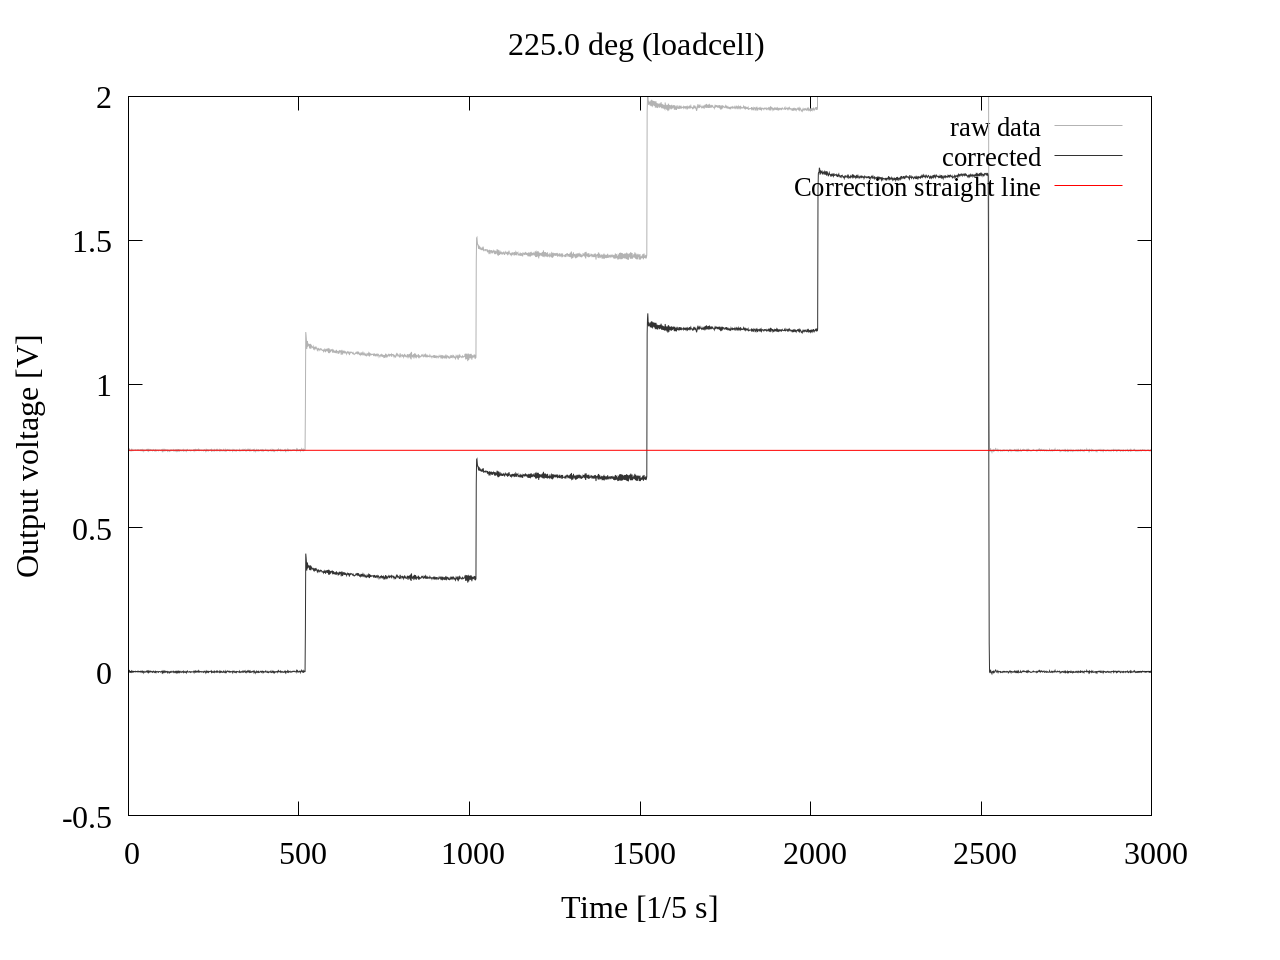 225.0 deg (loadcell)
2
raw data
corrected
Correction straight line
1.5
1
0.5
0
-0.5
Output voltage [V]
0 500 1000 1500 2000 2500 3000
Time [1/5 s]